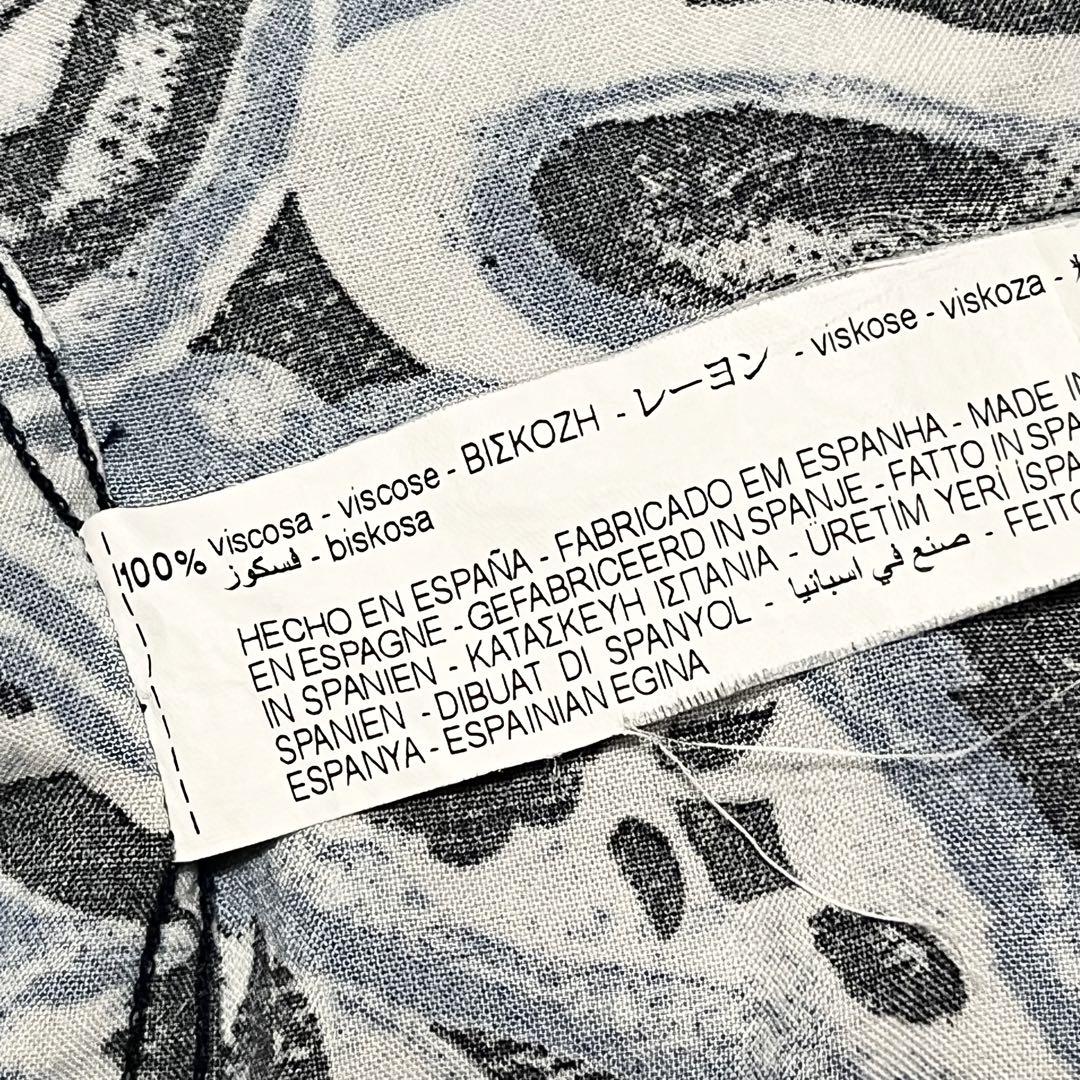 100% viscosa - viscose - ΒΙΣΚΟΖΗ - レーヨン - viskose - viskoza -
فسكوز - biskosa
HECHO EN ESPAÑA - FABRICADO EM ESPANHA - MADE IN
EN ESPAGNE - GEFABRICEERD IN SPANJE - FATTO IN SPA
IN SPANIEN - ΚΑΤΑΣΚΕΥΗ ΙΣΠΑΝΙΑ - ÜRETİM YERİ İSPA
SPANIEN - DIBUAT DI SPANYOL - صنع في اسبانيا - FEITO
ESPANYA - ESPAINIAN EGINA